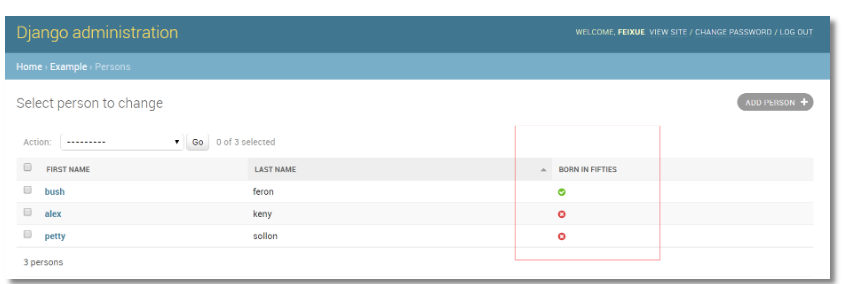 Django administration
WELCOME, FEIXUE. VIEW SITE / CHANGE PASSWORD / LOG OUT
Home › Example › Persons
Select person to change
ADD PERSON +
Action: --------- Go 0 of 3 selected
FIRST NAME LAST NAME BORN IN FIFTIES
bush feron
alex keny
petty sollon
3 persons